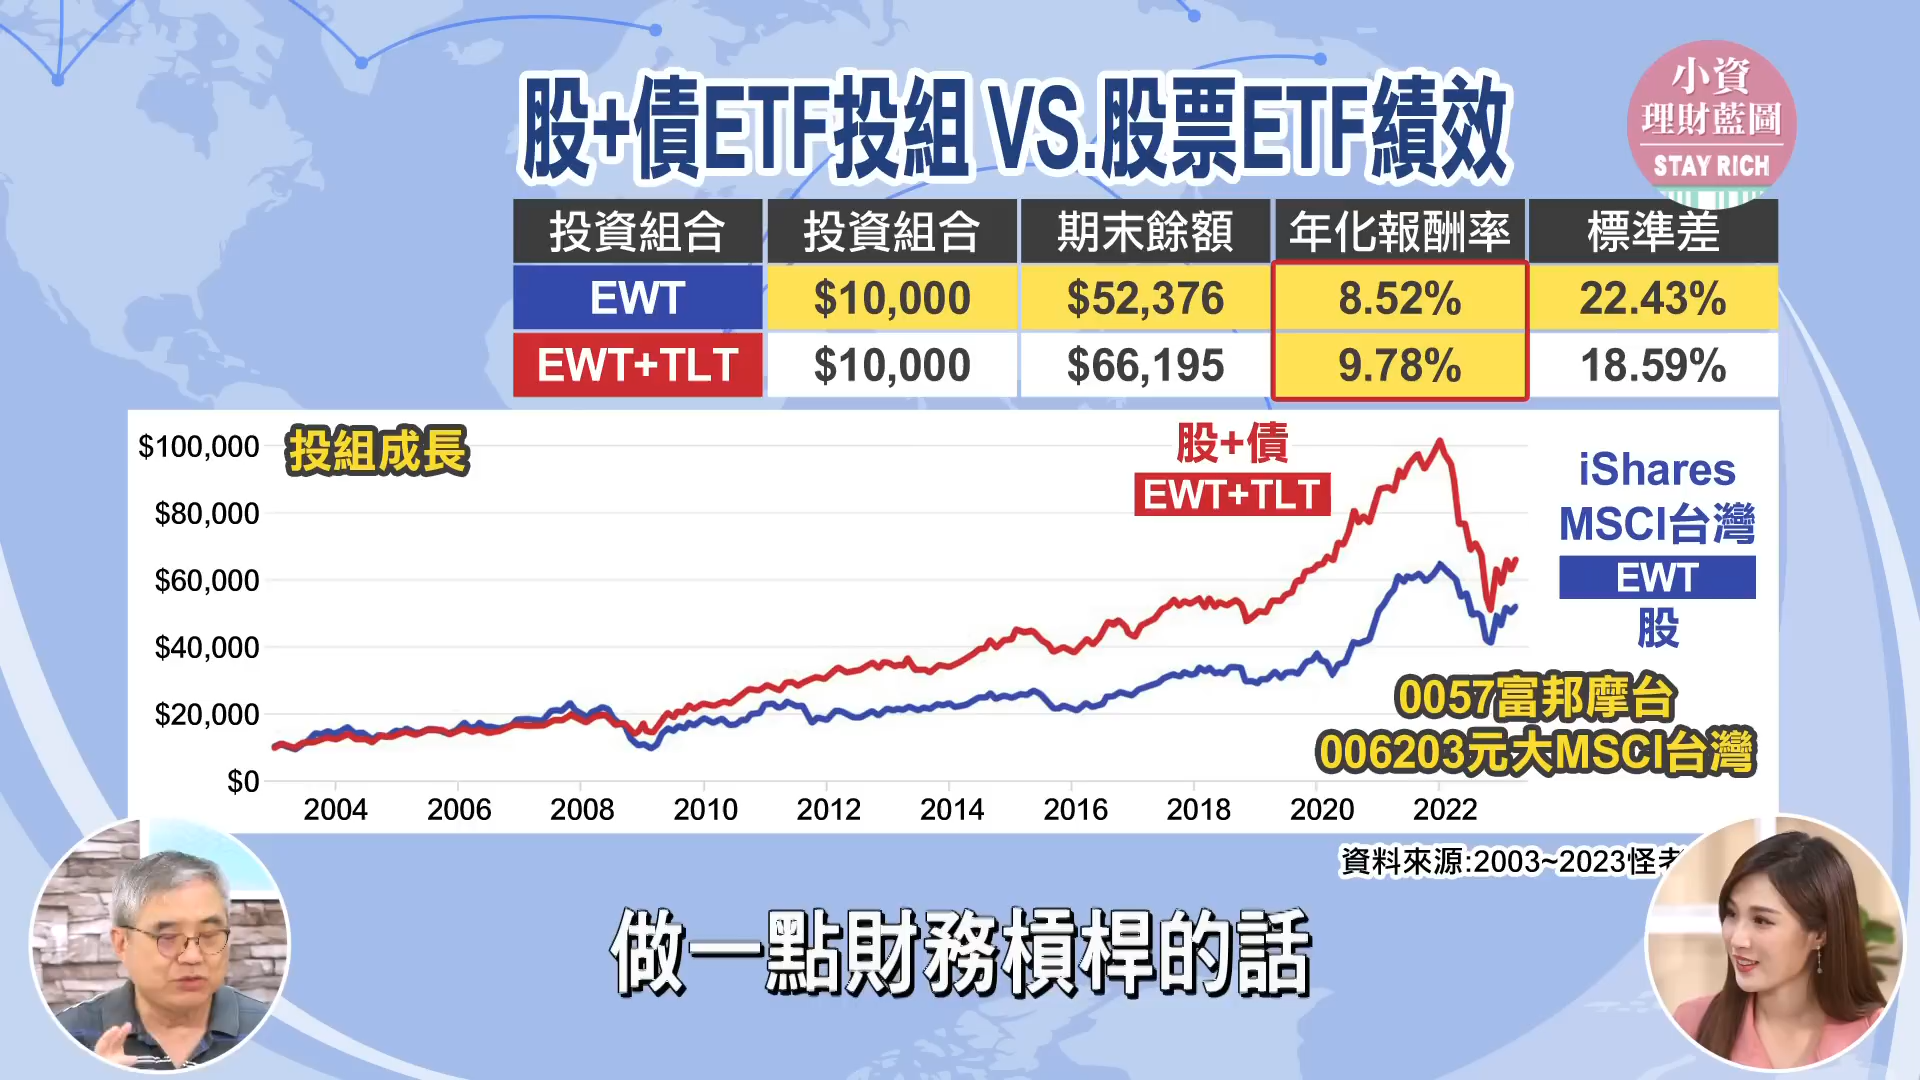 股+債ETF投組 VS.股票ETF績效
小資
理財藍圖
STAY RICH
投資組合 投資組合 期末餘額 年化報酬率 標準差
EWT $10,000 $52,376 8.52% 22.43%
EWT+TLT $10,000 $66,195 9.78% 18.59%
投組成長
$100,000
$80,000
$60,000
$40,000
$20,000
$0
股+債
EWT+TLT
iShares
MSCI台灣
EWT
股
0057富邦摩台
006203元大MSCI台灣
2004 2006 2008 2010 2012 2014 2016 2018 2020 2022
資料來源:2003~2023怪老
做一點財務槓桿的話